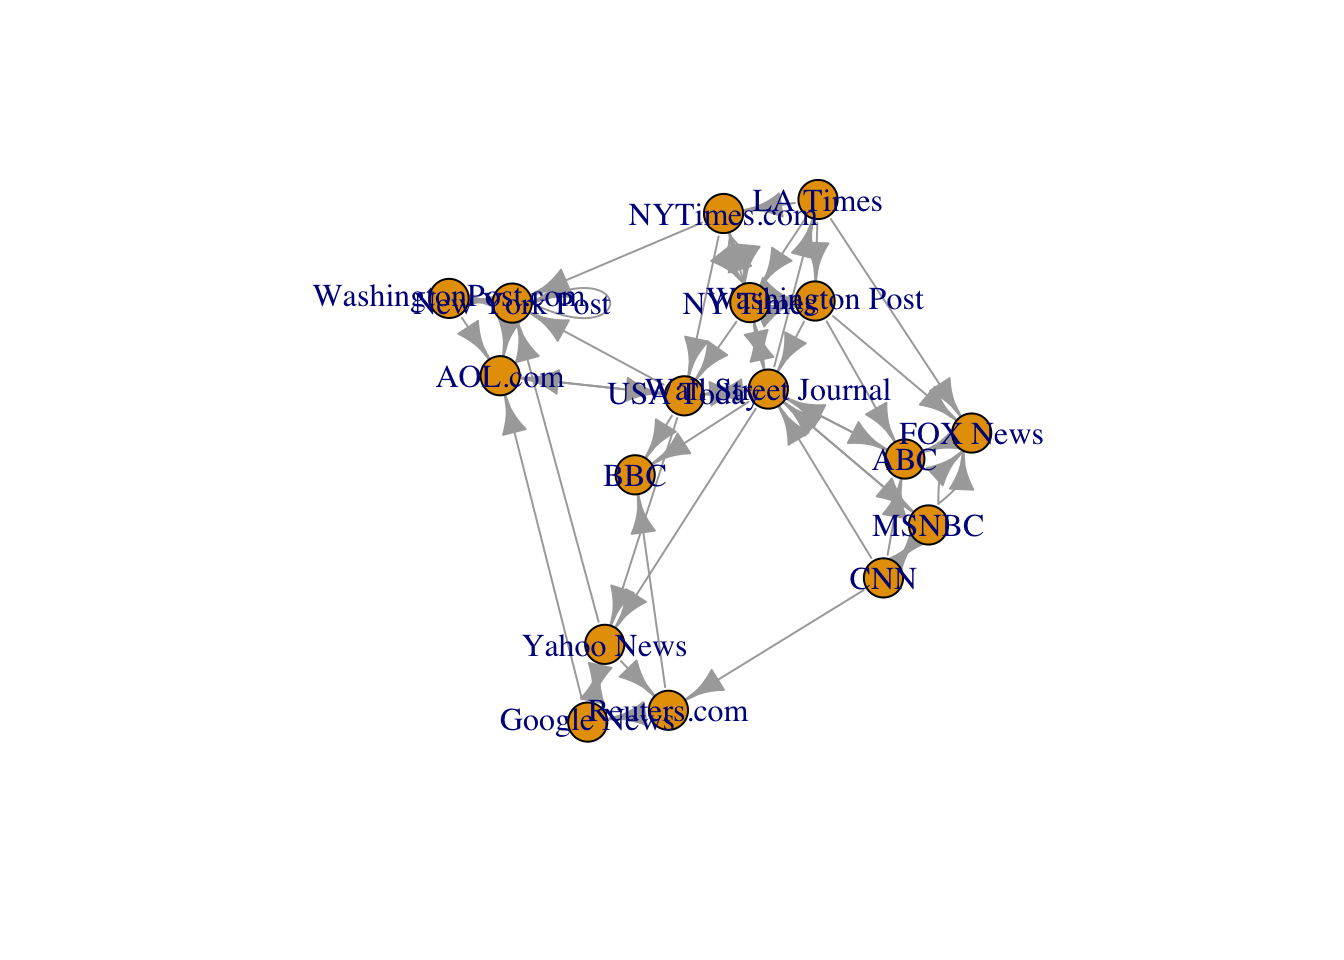 LA Times
NYTimes.com
WashingtonPost.com
New York Post
NY Times
Washington Post
AOL.com
USA Today
Wall Street Journal
FOX News
ABC
BBC
MSNBC
CNN
Yahoo News
Reuters.com
Google News